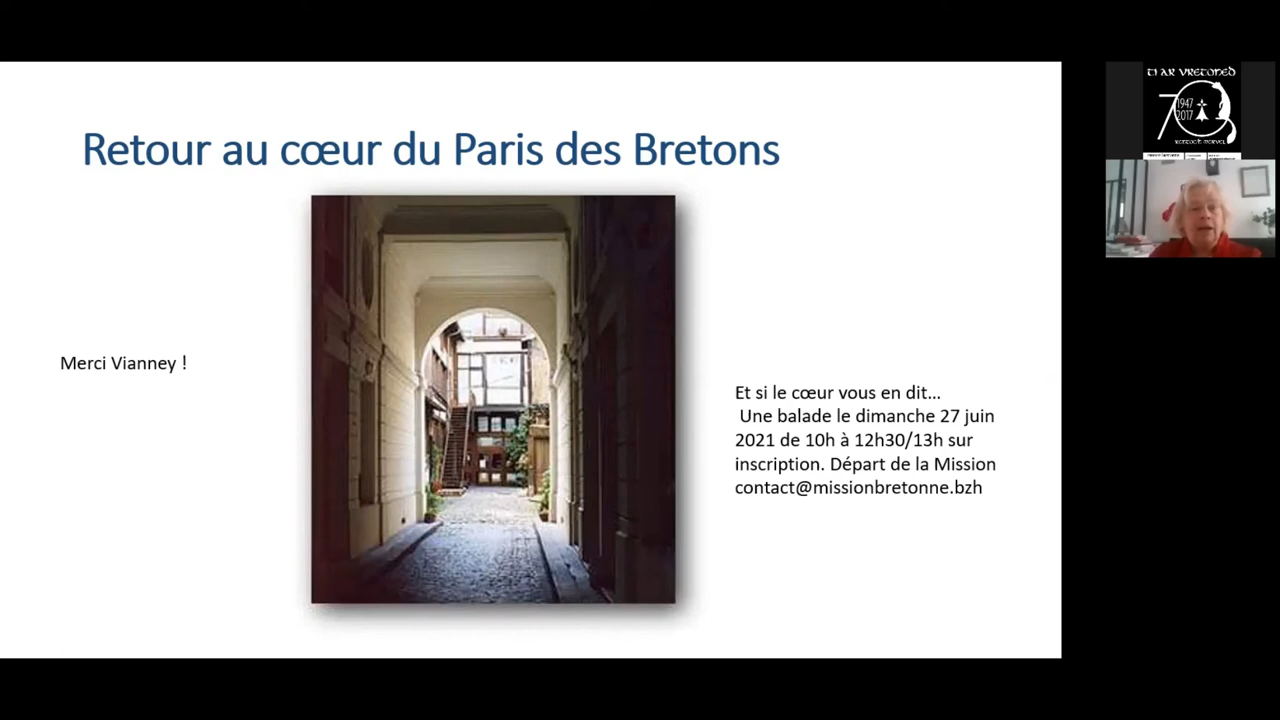 Retour au cœur du Paris des Bretons
Merci Vianney !
Et si le cœur vous en dit...
Une balade le dimanche 27 juin
2021 de 10h à 12h30/13h sur
inscription. Départ de la Mission
contact@missionbretonne.bzh
TI AR VRETONED
70
1947
2017